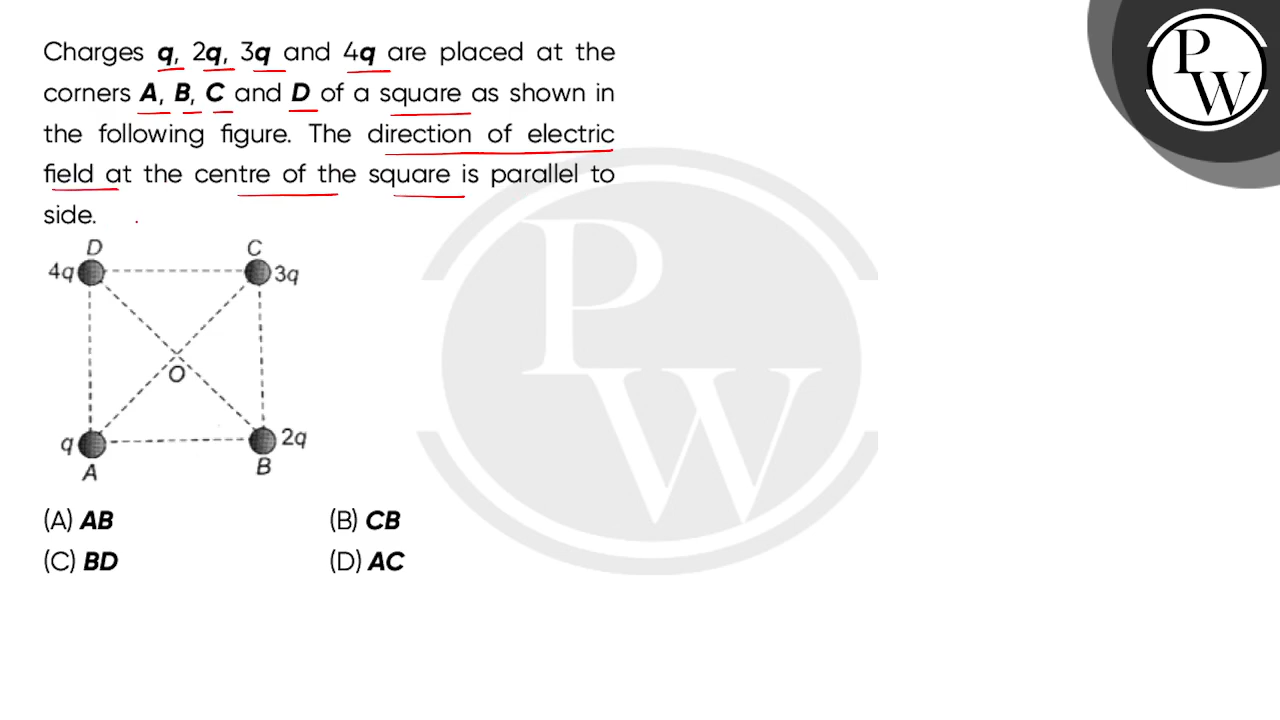 Charges q, 2q, 3q and 4q are placed at the
corners A, B, C and D of a square as shown in
the following figure. The direction of electric
field at the centre of the square is parallel to
side.
D C
4q 3q
O
q 2q
A B
(A) AB (B) CB
(C) BD (D) AC
P
W
P
W